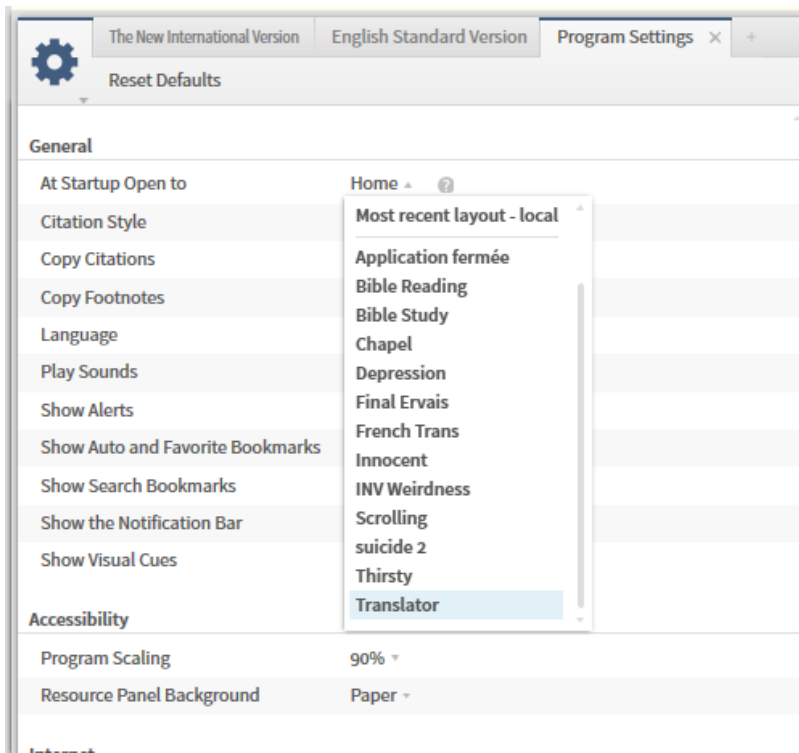 The New International Version English Standard Version Program Settings × +
Reset Defaults
General
At Startup Open to Home ?
Most recent layout - local
Citation Style
Application fermée
Copy Citations
Bible Reading
Copy Footnotes
Bible Study
Language
Chapel
Play Sounds
Depression
Show Alerts
Final Ervais
French Trans
Show Auto and Favorite Bookmarks
Innocent
Show Search Bookmarks
INV Weirdness
Show the Notification Bar
Scrolling
suicide 2
Show Visual Cues
Thirsty
Translator
Accessibility
Program Scaling 90%
Resource Panel Background Paper
Internet